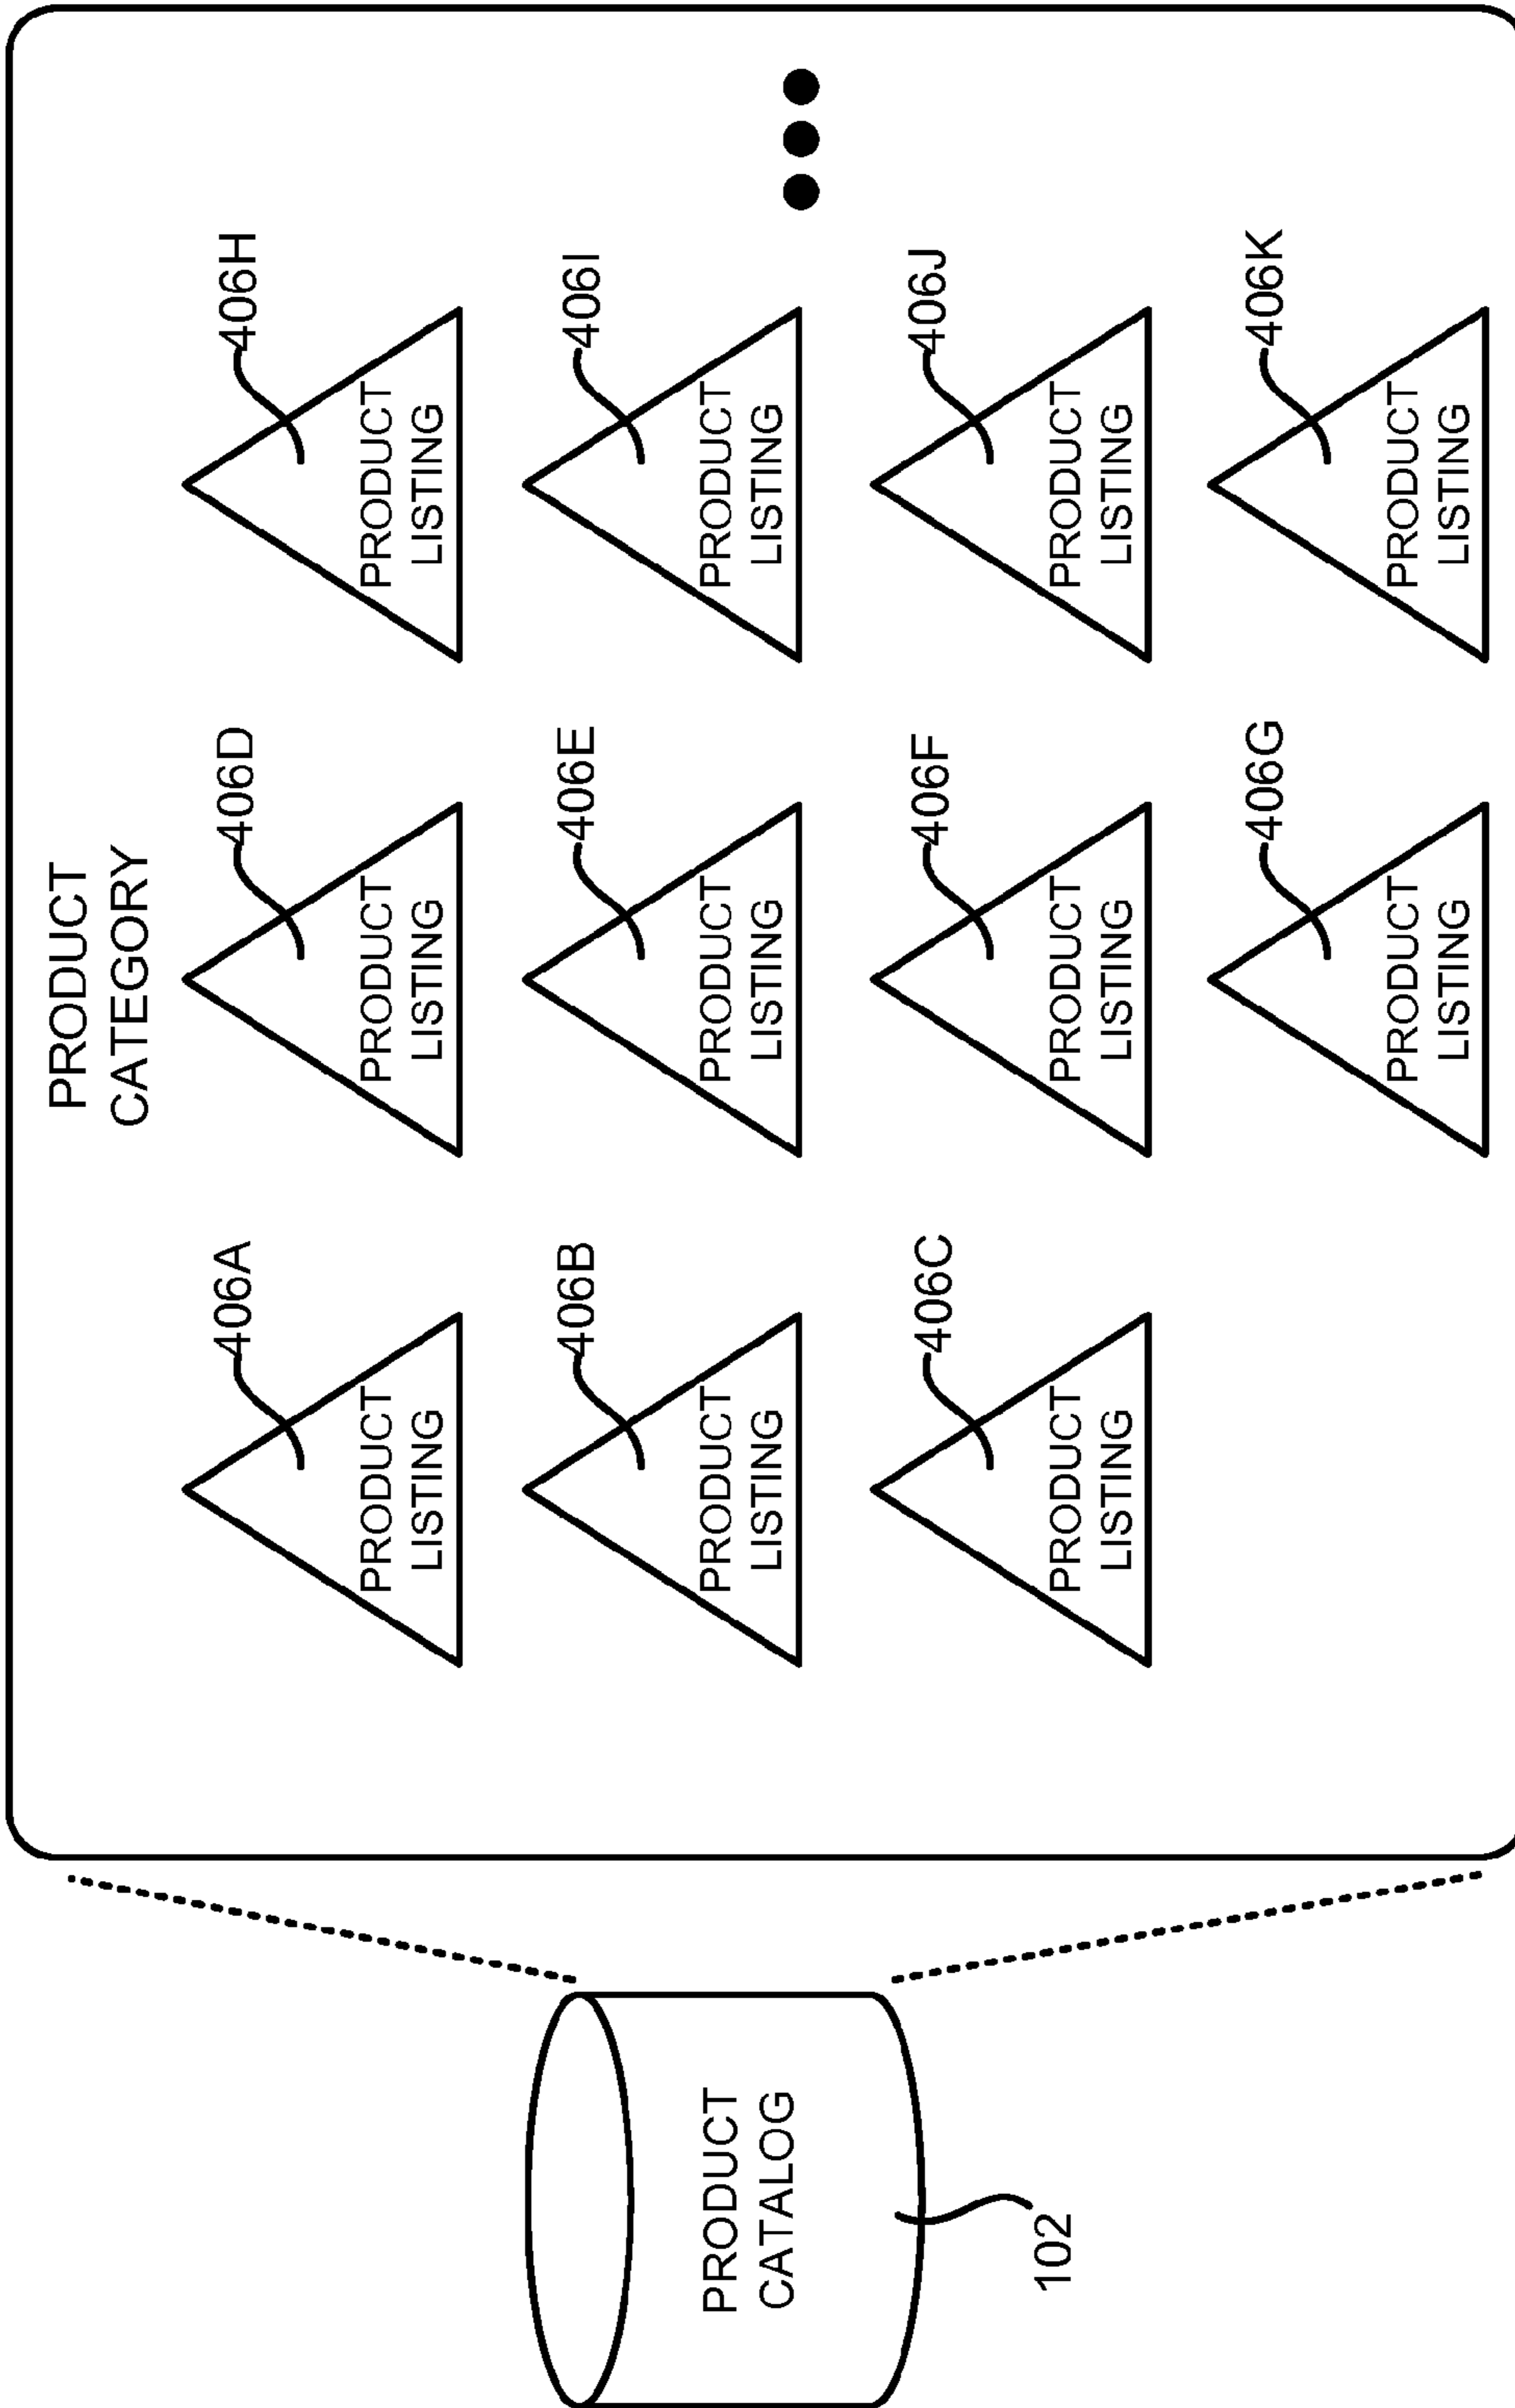 PRODUCT
CATEGORY
406A
PRODUCT
LISTING
406B
PRODUCT
LISTING
406C
PRODUCT
LISTING
406D
PRODUCT
LISTING
406E
PRODUCT
LISTING
406F
PRODUCT
LISTING
406G
PRODUCT
LISTING
406H
PRODUCT
LISTING
406I
PRODUCT
LISTING
406J
PRODUCT
LISTING
406K
PRODUCT
LISTING
PRODUCT
CATALOG
102